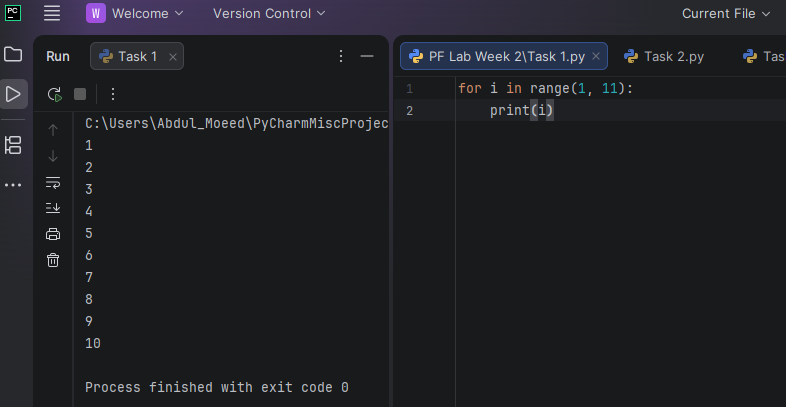 PC W Welcome Version Control Current File
Run Task 1 PF Lab Week 2\Task 1.py Task 2.py Tas
C:\Users\Abdul_Moeed\PyCharmMiscProjec
1
2
3
4
5
6
7
8
9
10
Process finished with exit code 0
1 for i in range(1, 11):
2 print(i)